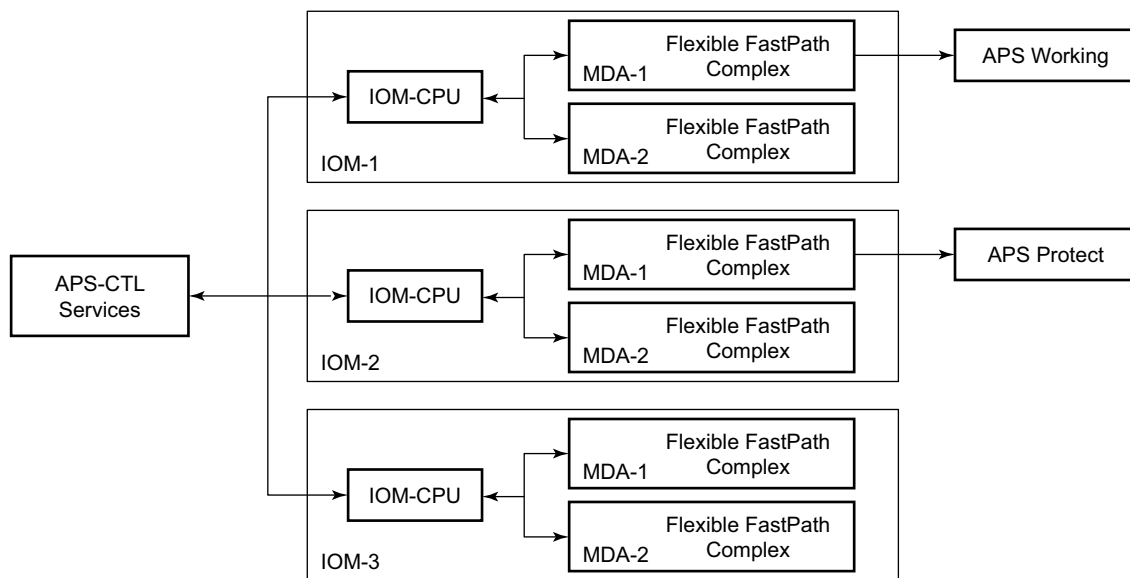 Flexible FastPath
Complex
MDA-1
APS Working
IOM-CPU
Flexible FastPath
Complex
MDA-2
IOM-1
Flexible FastPath
Complex
MDA-1
APS Protect
APS-CTL
Services
IOM-CPU
Flexible FastPath
Complex
MDA-2
IOM-2
Flexible FastPath
Complex
MDA-1
IOM-CPU
Flexible FastPath
Complex
MDA-2
IOM-3